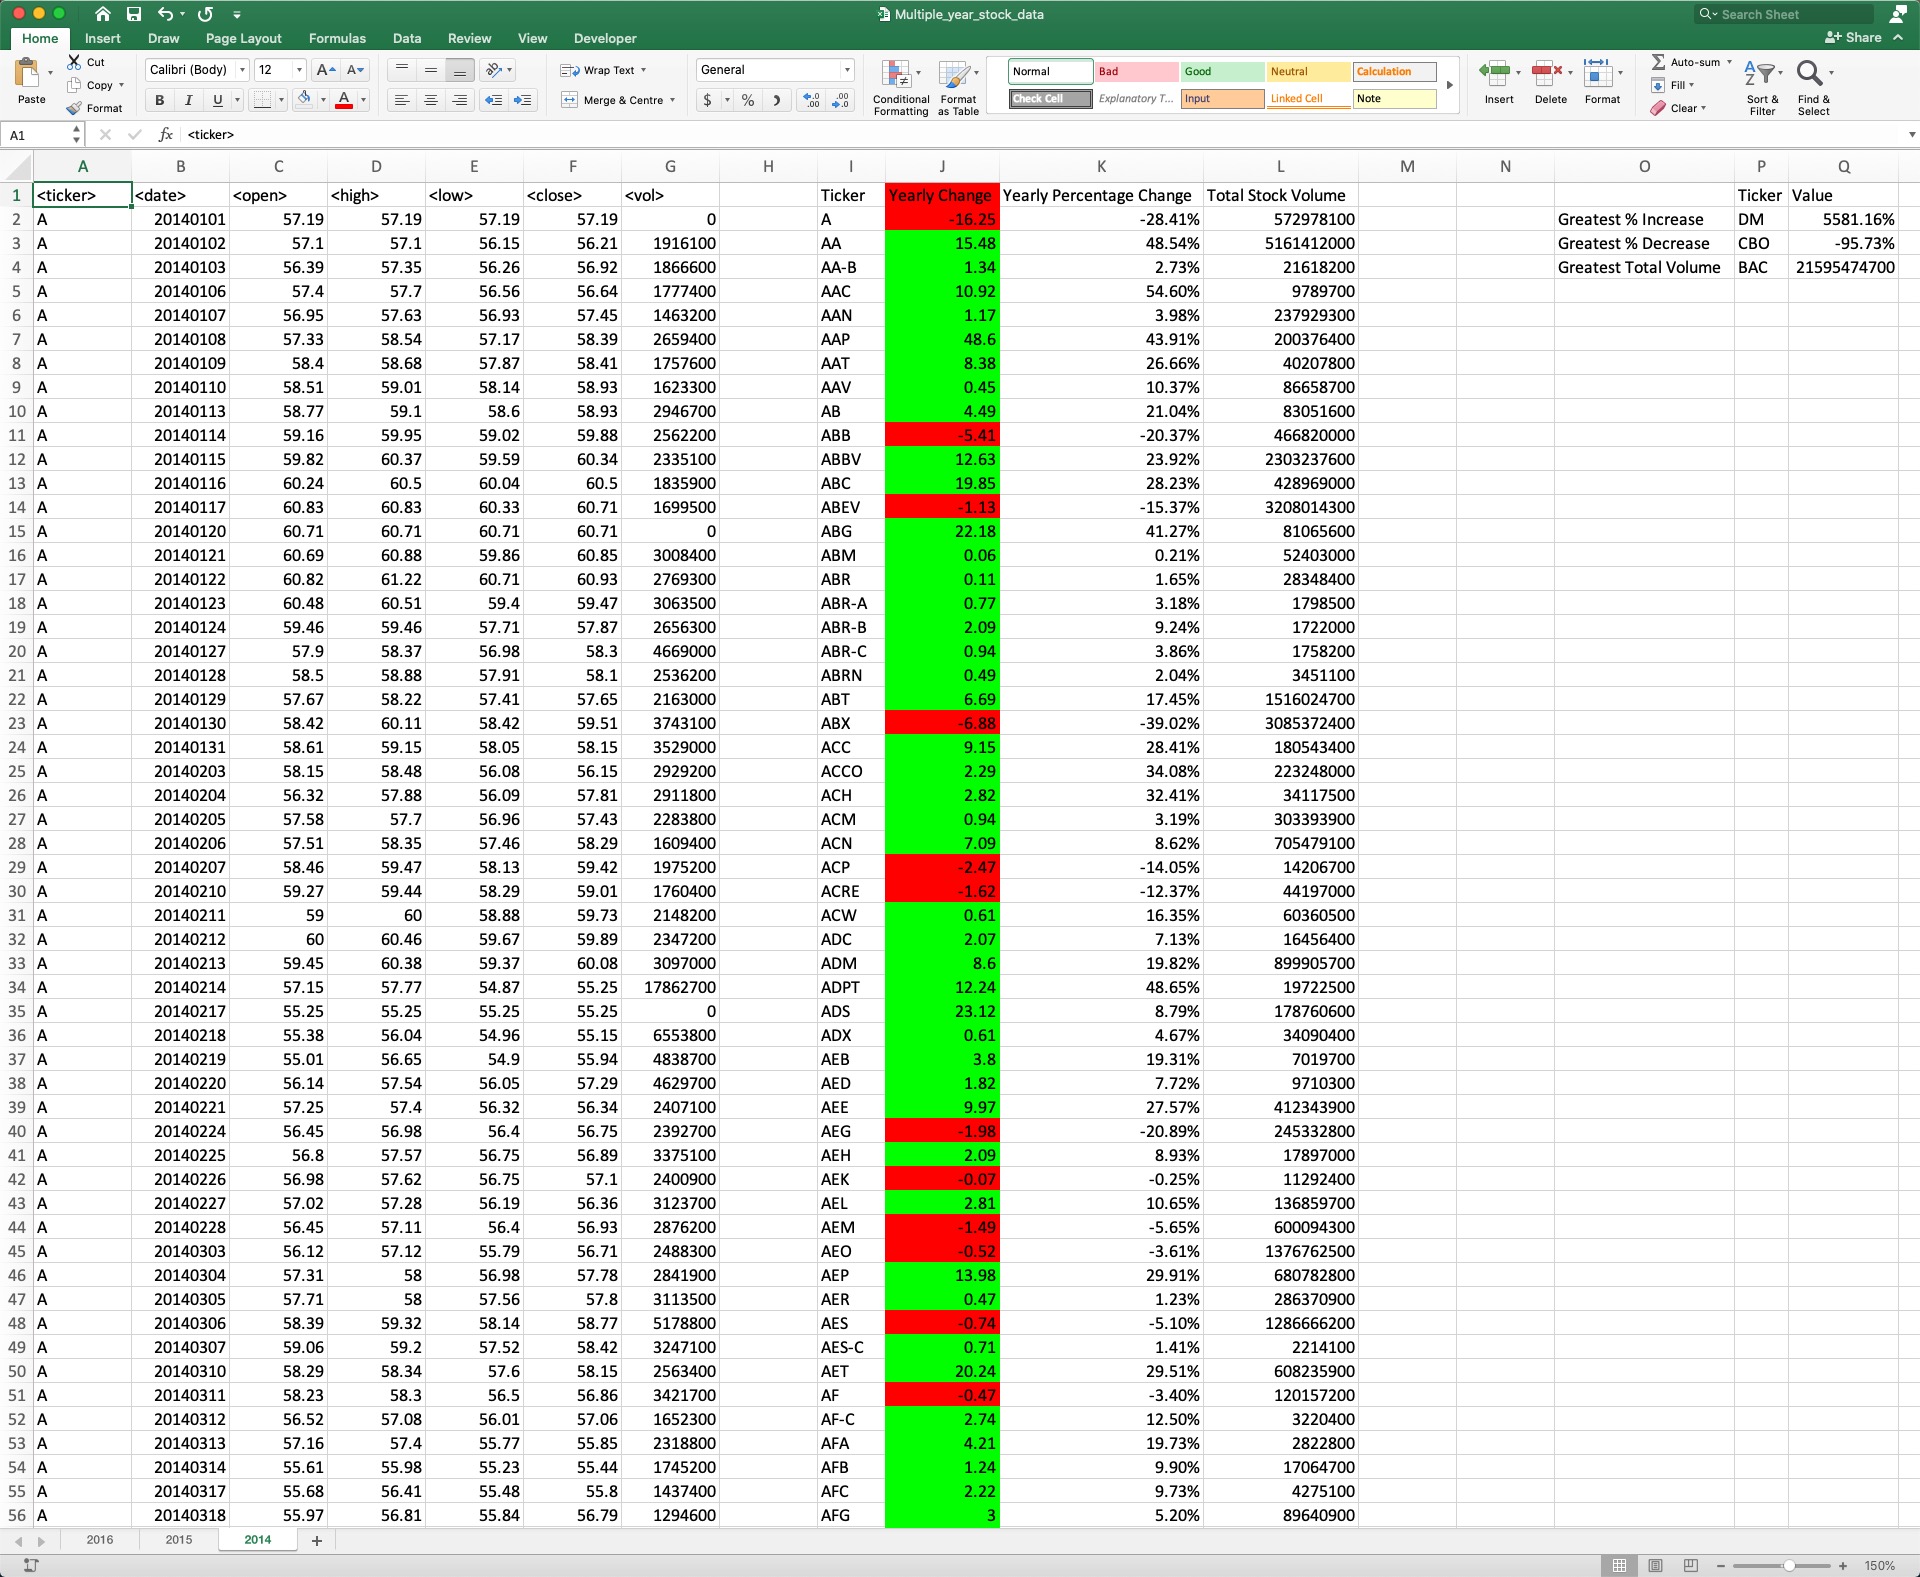 Multiple_year_stock_data
Search Sheet
Home Insert Draw Page Layout Formulas Data Review View Developer
Share
Paste
Cut
Copy
Format
Calibri (Body) 12
Wrap Text
Merge & Centre
General
Conditional Formatting
Format as Table
Normal Bad Good Neutral Calculation
Check Cell Explanatory T... Input Linked Cell Note
Insert Delete Format
Auto-sum
Fill
Clear
Sort & Filter
Find & Select
A1 fx <ticker>
A B C D E F G H I J K L M N O P Q
1 <ticker> <date> <open> <high> <low> <close> <vol> Ticker Yearly Change Yearly Percentage Change Total Stock Volume Ticker Value
2 A 20140101 57.19 57.19 57.19 57.19 0 A -16.25 -28.41% 572978100 Greatest % Increase DM 5581.16%
3 A 20140102 57.1 57.1 56.15 56.21 1916100 AA 15.48 48.54% 5161412000 Greatest % Decrease CBO -95.73%
4 A 20140103 56.39 57.35 56.26 56.92 1866600 AA-B 1.34 2.73% 21618200 Greatest Total Volume BAC 21595474700
5 A 20140106 57.4 57.7 56.56 56.64 1777400 AAC 10.92 54.60% 9789700
6 A 20140107 56.95 57.63 56.93 57.45 1463200 AAN 1.17 3.98% 237929300
7 A 20140108 57.33 58.54 57.17 58.39 2659400 AAP 48.6 43.91% 200376400
8 A 20140109 58.4 58.68 57.87 58.41 1757600 AAT 8.38 26.66% 40207800
9 A 20140110 58.51 59.01 58.14 58.93 1623300 AAV 0.45 10.37% 86658700
10 A 20140113 58.77 59.1 58.6 58.93 2946700 AB 4.49 21.04% 83051600
11 A 20140114 59.16 59.95 59.02 59.88 2562200 ABB -5.41 -20.37% 466820000
12 A 20140115 59.82 60.37 59.59 60.34 2335100 ABBV 12.63 23.92% 2303237600
13 A 20140116 60.24 60.5 60.04 60.5 1835900 ABC 19.85 28.23% 428969000
14 A 20140117 60.83 60.83 60.33 60.71 1699500 ABEV -1.13 -15.37% 3208014300
15 A 20140120 60.71 60.71 60.71 60.71 0 ABG 22.18 41.27% 81065600
16 A 20140121 60.69 60.88 59.86 60.85 3008400 ABM 0.06 0.21% 52403000
17 A 20140122 60.82 61.22 60.71 60.93 2769300 ABR 0.11 1.65% 28348400
18 A 20140123 60.48 60.51 59.4 59.47 3063500 ABR-A 0.77 3.18% 1798500
19 A 20140124 59.46 59.46 57.71 57.87 2656300 ABR-B 2.09 9.24% 1722000
20 A 20140127 57.9 58.37 56.98 58.3 4669000 ABR-C 0.94 3.86% 1758200
21 A 20140128 58.5 58.88 57.91 58.1 2536200 ABRN 0.49 2.04% 3451100
22 A 20140129 57.67 58.22 57.41 57.65 2163000 ABT 6.69 17.45% 1516024700
23 A 20140130 58.42 60.11 58.42 59.51 3743100 ABX -6.88 -39.02% 3085372400
24 A 20140131 58.61 59.15 58.05 58.15 3529000 ACC 9.15 28.41% 180543400
25 A 20140203 58.15 58.48 56.08 56.15 2929200 ACCO 2.29 34.08% 223248000
26 A 20140204 56.32 57.88 56.09 57.81 2911800 ACH 2.82 32.41% 34117500
27 A 20140205 57.58 57.7 56.96 57.43 2283800 ACM 0.94 3.19% 303393900
28 A 20140206 57.51 58.35 57.46 58.29 1609400 ACN 7.09 8.62% 705479100
29 A 20140207 58.46 59.47 58.13 59.42 1975200 ACP -2.47 -14.05% 14206700
30 A 20140210 59.27 59.44 58.29 59.01 1760400 ACRE -1.62 -12.37% 44197000
31 A 20140211 59 60 58.88 59.73 2148200 ACW 0.61 16.35% 60360500
32 A 20140212 60 60.46 59.67 59.89 2347200 ADC 2.07 7.13% 16456400
33 A 20140213 59.45 60.38 59.37 60.08 3097000 ADM 8.6 19.82% 899905700
34 A 20140214 57.15 57.77 54.87 55.25 17862700 ADPT 12.24 48.65% 19722500
35 A 20140217 55.25 55.25 55.25 55.25 0 ADS 23.12 8.79% 178760600
36 A 20140218 55.38 56.04 54.96 55.15 6553800 ADX 0.61 4.67% 34090400
37 A 20140219 55.01 56.65 54.9 55.94 4838700 AEB 3.8 19.31% 7019700
38 A 20140220 56.14 57.54 56.05 57.29 4629700 AED 1.82 7.72% 9710300
39 A 20140221 57.25 57.4 56.32 56.34 2407100 AEE 9.97 27.57% 412343900
40 A 20140224 56.45 56.98 56.4 56.75 2392700 AEG -1.98 -20.89% 245332800
41 A 20140225 56.8 57.57 56.75 56.89 3375100 AEH 2.09 8.93% 17897000
42 A 20140226 56.98 57.62 56.75 57.1 2400900 AEK -0.07 -0.25% 11292400
43 A 20140227 57.02 57.28 56.19 56.36 3123700 AEL 2.81 10.65% 136859700
44 A 20140228 56.45 57.11 56.4 56.93 2876200 AEM -1.49 -5.65% 600094300
45 A 20140303 56.12 57.12 55.79 56.71 2488300 AEO -0.52 -3.61% 1376762500
46 A 20140304 57.31 58 56.98 57.78 2841900 AEP 13.98 29.91% 680782800
47 A 20140305 57.71 58 57.56 57.8 3113500 AER 0.47 1.23% 286370900
48 A 20140306 58.39 59.32 58.14 58.77 5178800 AES -0.74 -5.10% 1286666200
49 A 20140307 59.06 59.2 57.52 58.42 3247100 AES-C 0.71 1.41% 2214100
50 A 20140310 58.29 58.34 57.6 58.15 2563400 AET 20.24 29.51% 608235900
51 A 20140311 58.23 58.3 56.5 56.86 3421700 AF -0.47 -3.40% 120157200
52 A 20140312 56.52 57.08 56.01 57.06 1652300 AF-C 2.74 12.50% 3220400
53 A 20140313 57.16 57.4 55.77 55.85 2318800 AFA 4.21 19.73% 2822800
54 A 20140314 55.61 55.98 55.23 55.44 1745200 AFB 1.24 9.90% 17064700
55 A 20140317 55.68 56.41 55.48 55.8 1437400 AFC 2.22 9.73% 4275100
56 A 20140318 55.97 56.81 55.84 56.79 1294600 AFG 3 5.20% 89640900
2016 2015 2014 +
150%